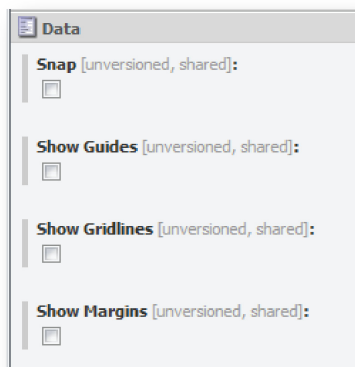 Data
Snap [unversioned, shared]:
Show Guides [unversioned, shared]:
Show Gridlines [unversioned, shared]:
Show Margins [unversioned, shared]: